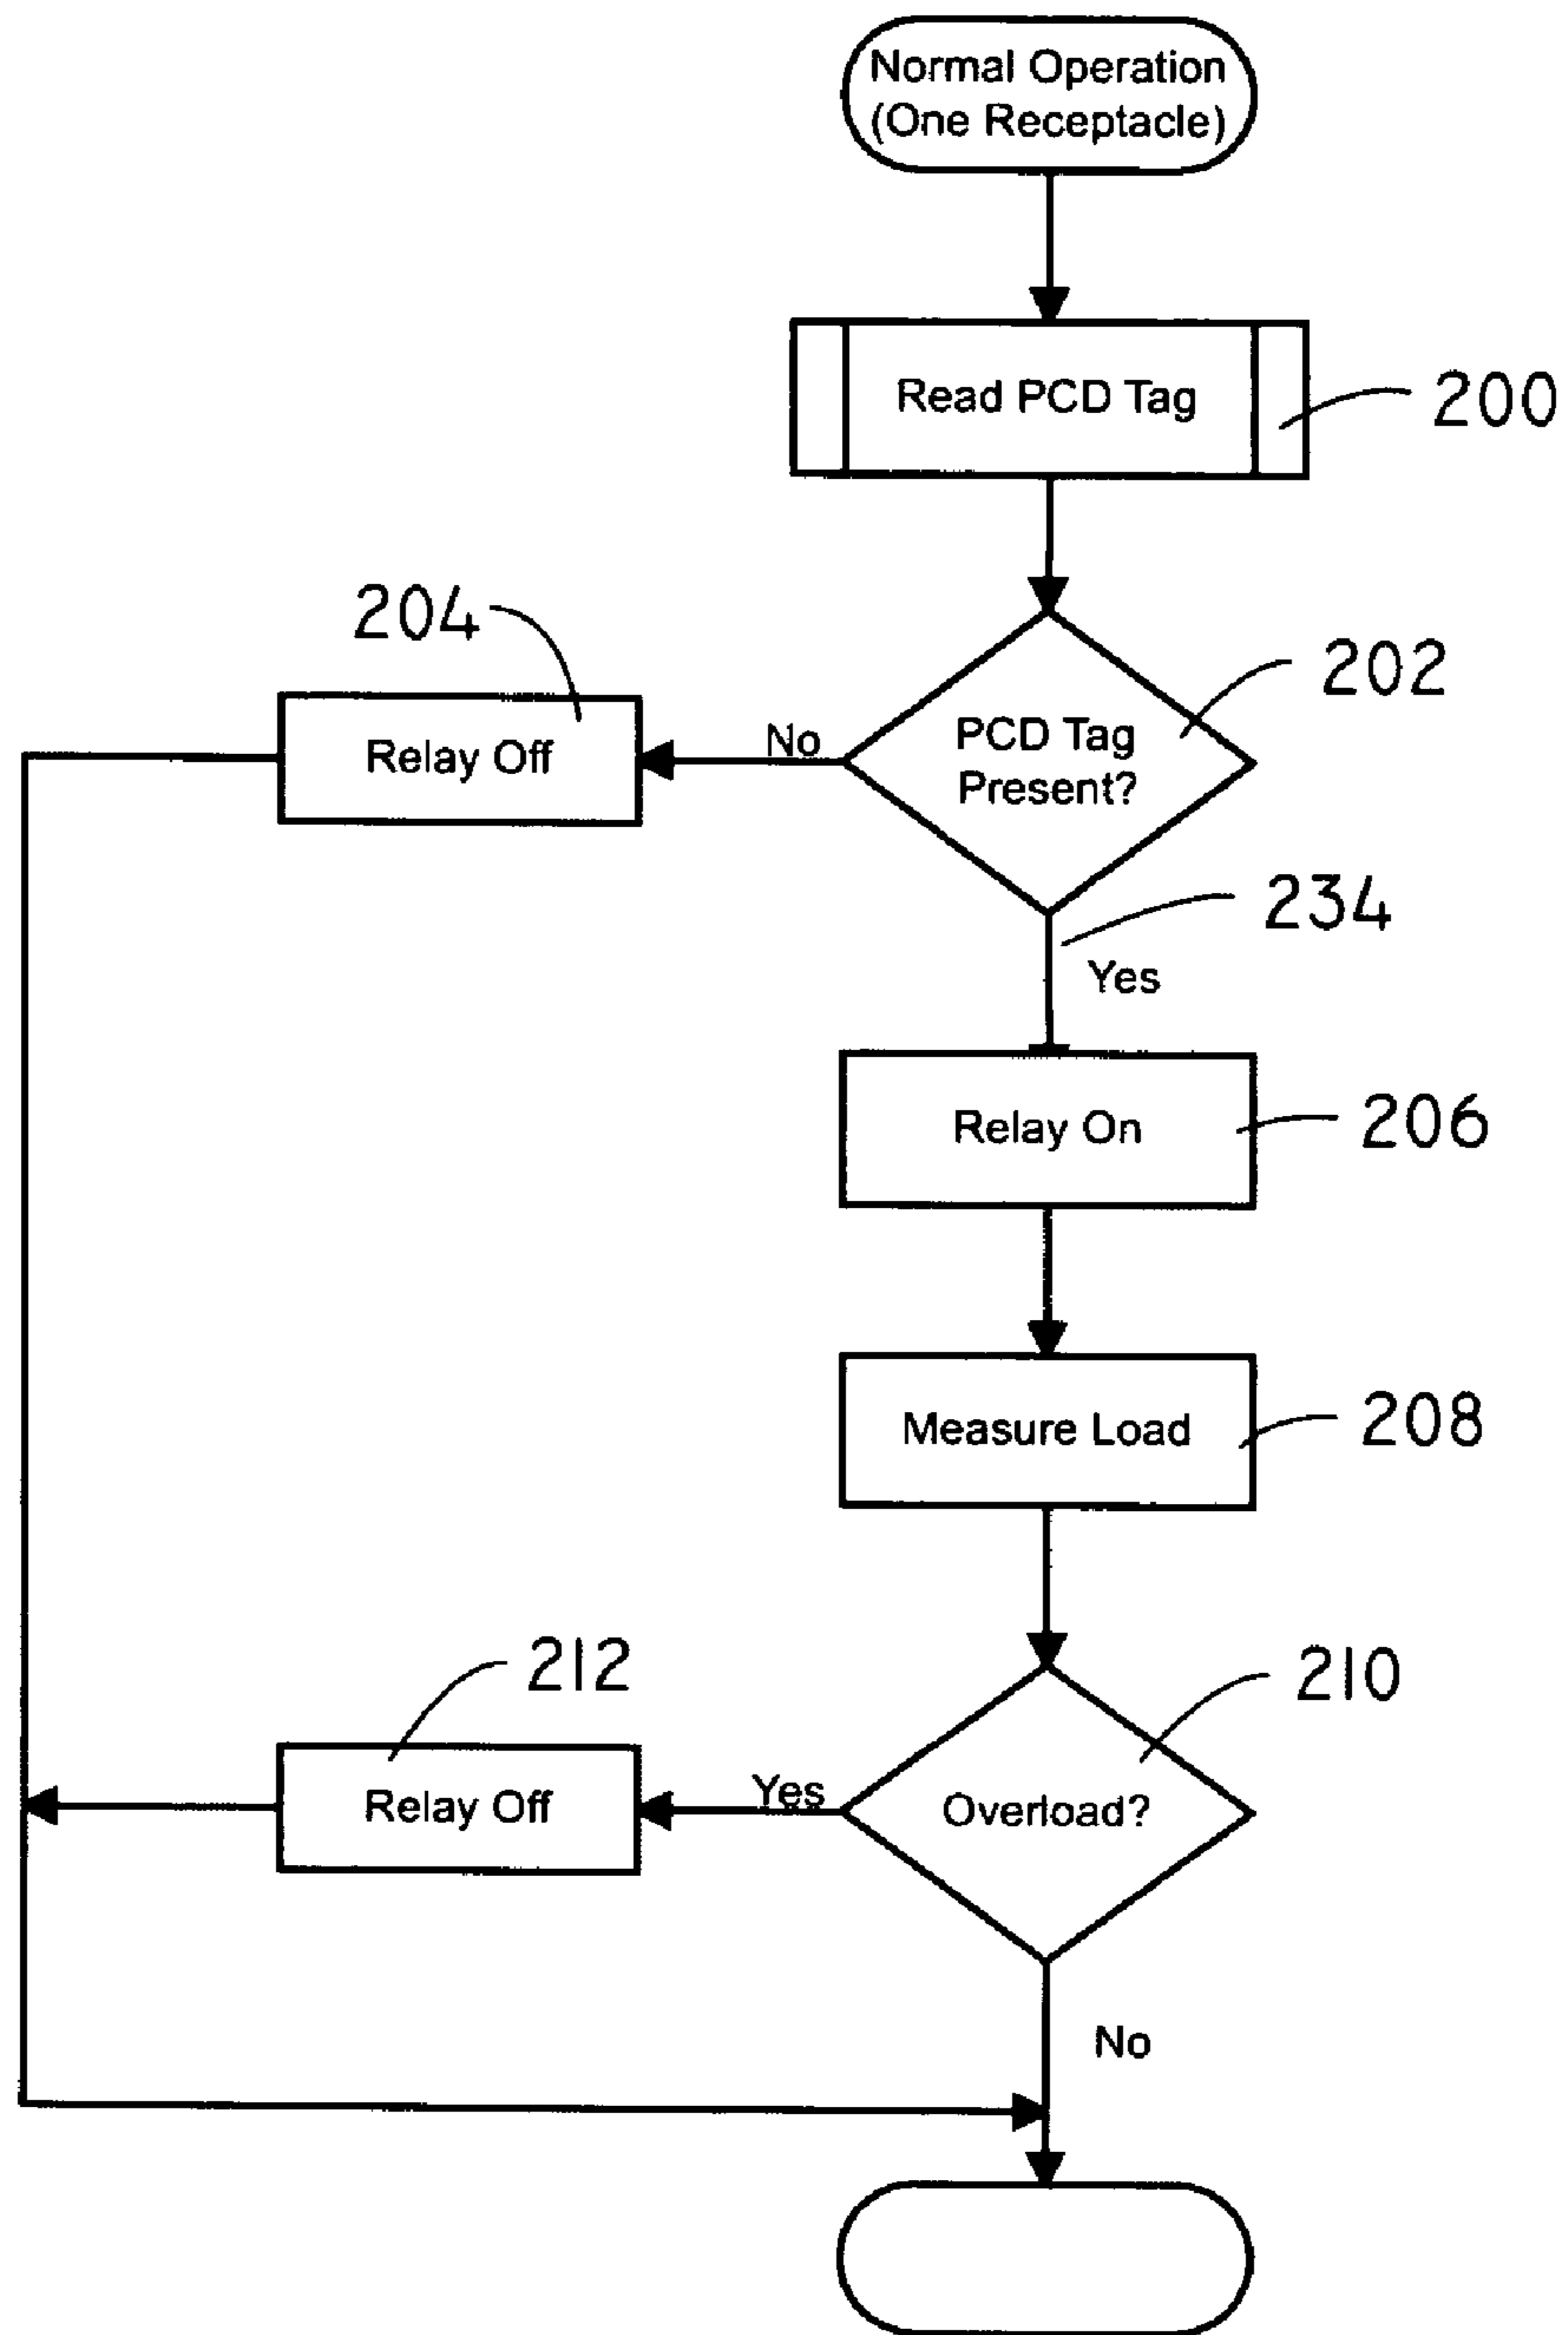 Normal Operation
(One Receptacle)
Read PCD Tag
200
204
202
Relay Off
No
PCD Tag
Present?
234
Yes
Relay On
206
Measure Load
208
212
210
Relay Off
Yes
Overload?
No